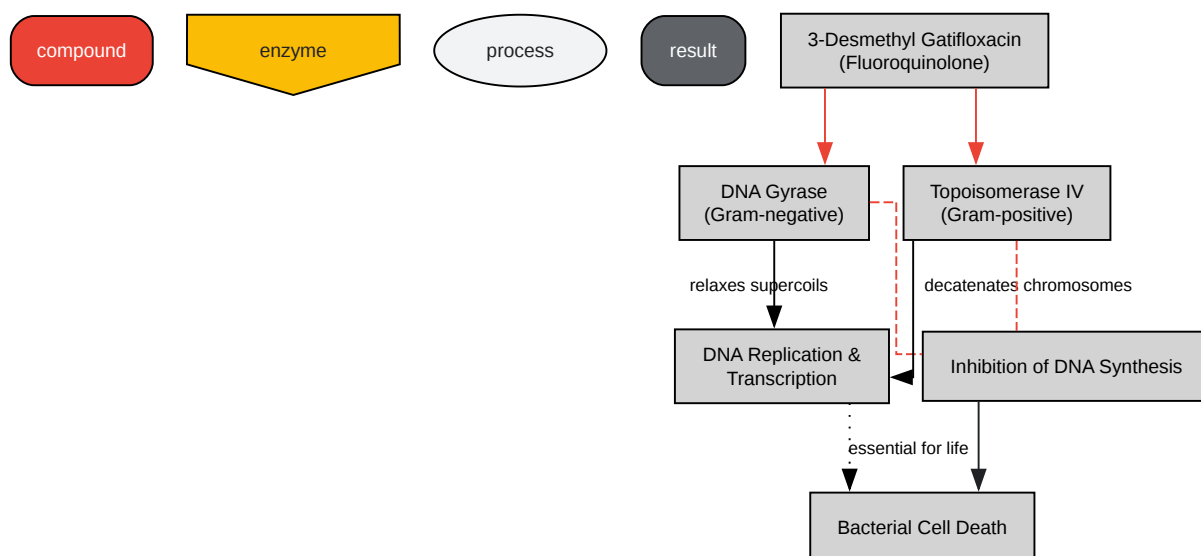 compound
enzyme
process
result
3-Desmethyl Gatifloxacin
(Fluoroquinolone)
DNA Gyrase
(Gram-negative)
Topoisomerase IV
(Gram-positive)
relaxes supercoils
decatenates chromosomes
DNA Replication &
Transcription
Inhibition of DNA Synthesis
essential for life
Bacterial Cell Death